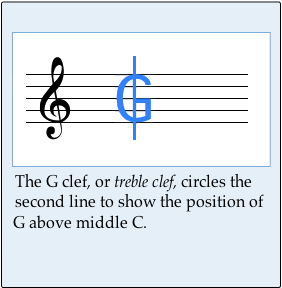 G
The G clef, or treble clef, circles the
second line to show the position of
G above middle C.